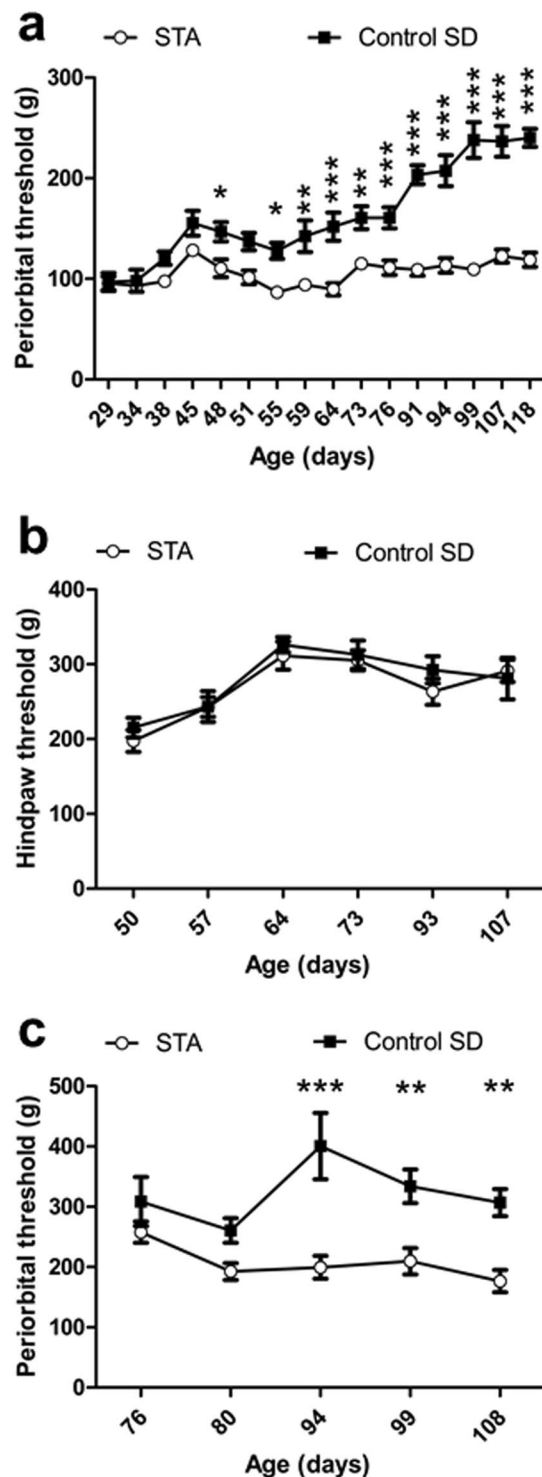 a
STA Control SD
Periorbital threshold (g)
300
200
100
0
* * ** *** ** *** *** *** *** *** ***
29 34 38 45 48 51 55 59 64 73 76 91 94 99 107 118
Age (days)
b
STA Control SD
Hindpaw threshold (g)
400
300
200
100
0
50 57 64 73 93 107
Age (days)
c
STA Control SD
Periorbital threshold (g)
500
400
300
200
100
0
*** ** **
76 80 94 99 108
Age (days)